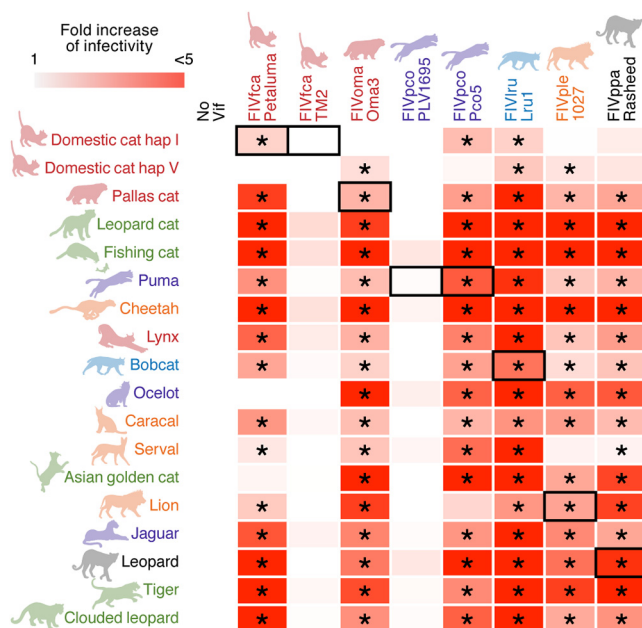 Fold increase
of infectivity
1
<5
No
Vif
FIVfca
Petaluma
FIVfca
TM2
FIVoma
Oma3
FIVpco
PLV1695
FIVpco
Pco5
FIVlru
Lru1
FIVple
1027
FIVppa
Rasheed
Domestic cat hap I
* * *
Domestic cat hap V
* * *
Pallas cat
* * * * * *
Leopard cat
* * * * * *
Fishing cat
* * * * * *
Puma
* * * * * *
Cheetah
* * * * * *
Lynx
* * * * * *
Bobcat
* * * * * *
Ocelot
* * * * *
Caracal
* * * * * *
Serval
* * * * *
Asian golden cat
* * * * *
Lion
* * * * *
Jaguar
* * * * * *
Leopard
* * * * * *
Tiger
* * * * * *
Clouded leopard
* * * * * *